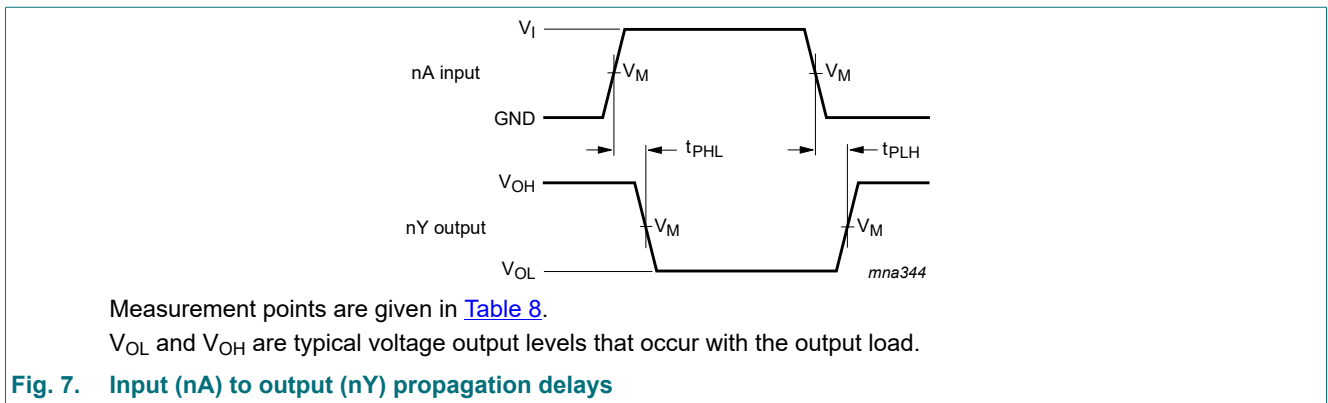 VI
nA input
VM
VM
GND
tPHL
tPLH
VOH
nY output
VM
VM
VOL
mna344
Measurement points are given in Table 8.
VOL and VOH are typical voltage output levels that occur with the output load.
Fig. 7. Input (nA) to output (nY) propagation delays